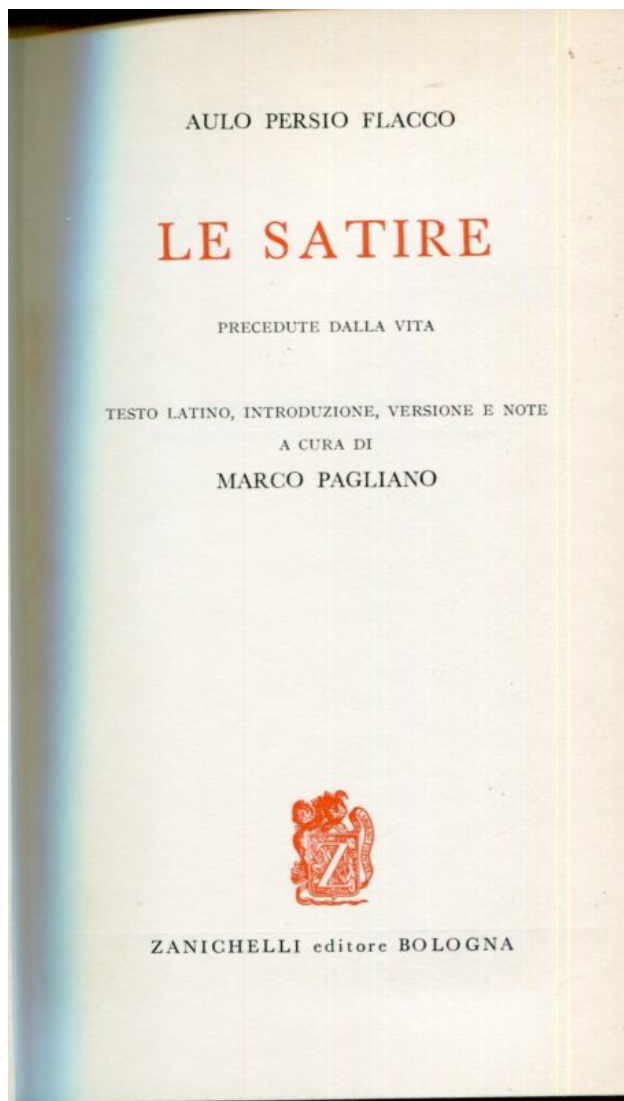 AULO PERSIO FLACCO
LE SATIRE
PRECEDUTE DALLA VITA
TESTO LATINO, INTRODUZIONE, VERSIONE E NOTE
A CURA DI
MARCO PAGLIANO
Z
ZANICHELLI editore BOLOGNA